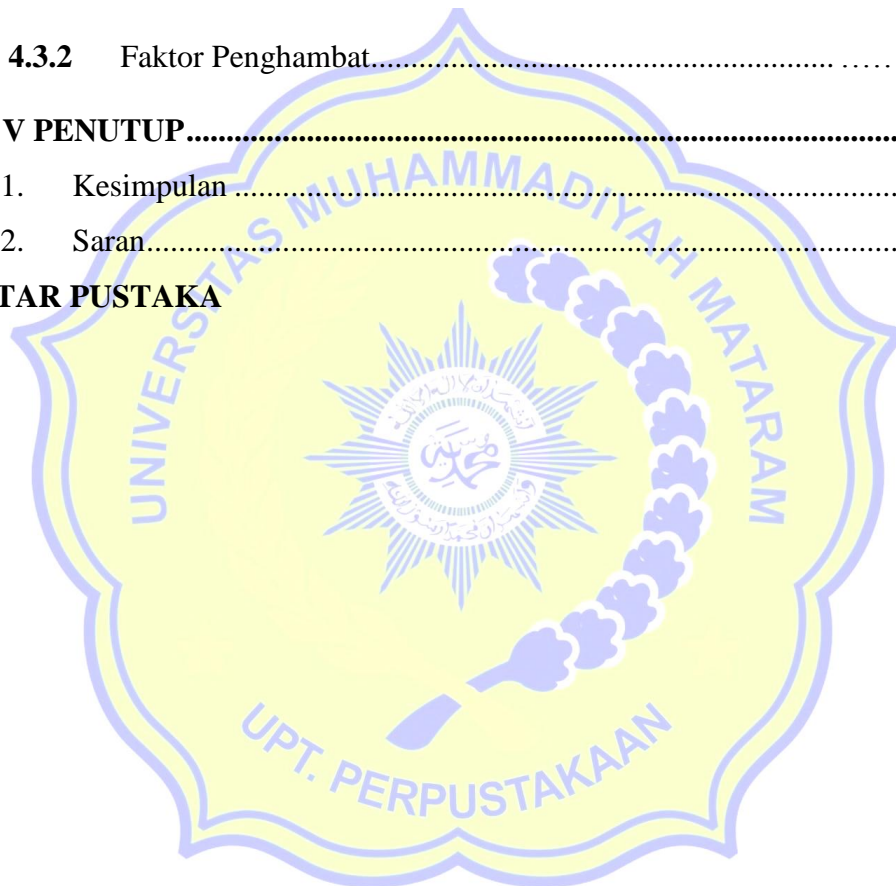 4.3.2 Faktor Penghambat.......................................................... .....
V PENUTUP.........................................................................................
1. Kesimpulan ...................................................................................
2. Saran..............................................................................................
TAR PUSTAKA
UNIVERSITAS MUHAMMADIYAH MATARAM
UPT. PERPUSTAKAAN